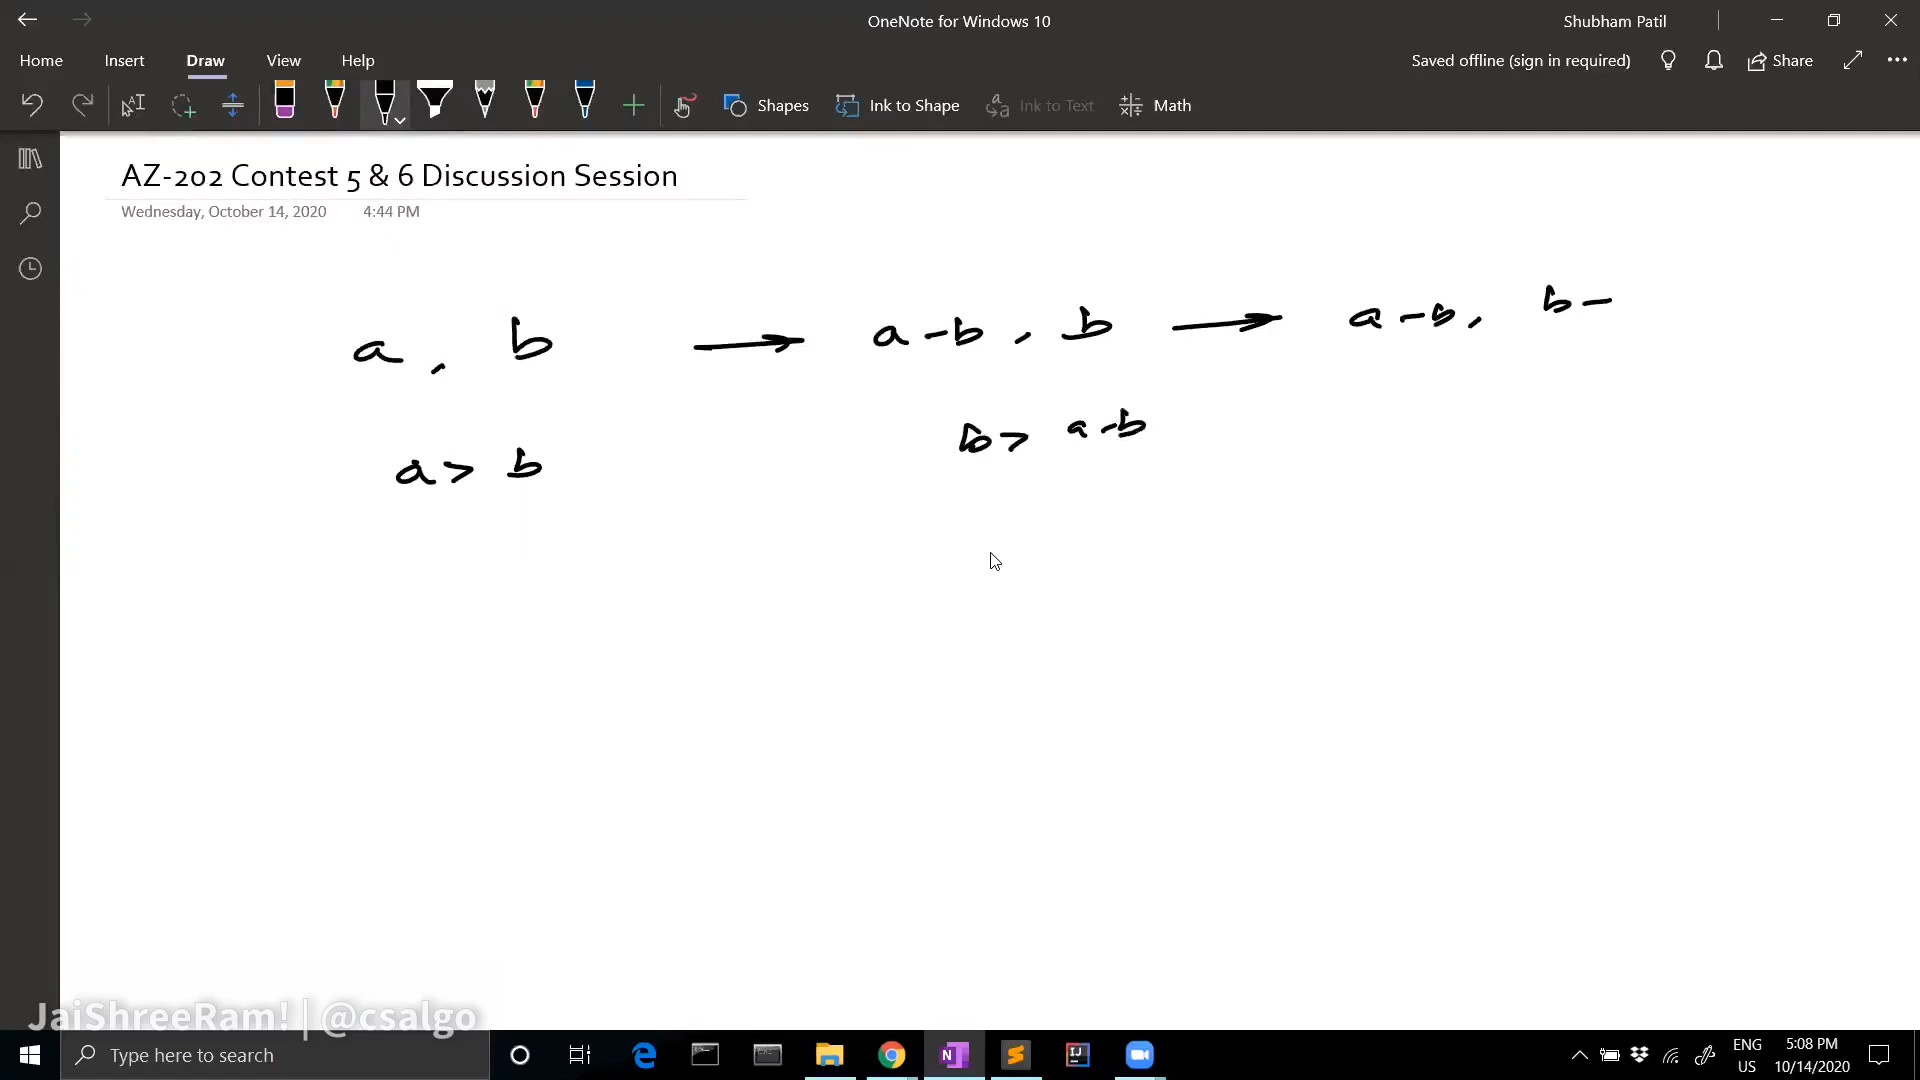 OneNote for Windows 10
Shubham Patil
Home Insert Draw View Help
Saved offline (sign in required) Share
Shapes Ink to Shape Ink to Text Math
AZ-202 Contest 5 & 6 Discussion Session
Wednesday, October 14, 2020 4:44 PM
a , b → a-b , b → a-b, b-
a > b
b > a-b
JaiShreeRam! | @csalgo
Type here to search
ENG
US
5:08 PM
10/14/2020